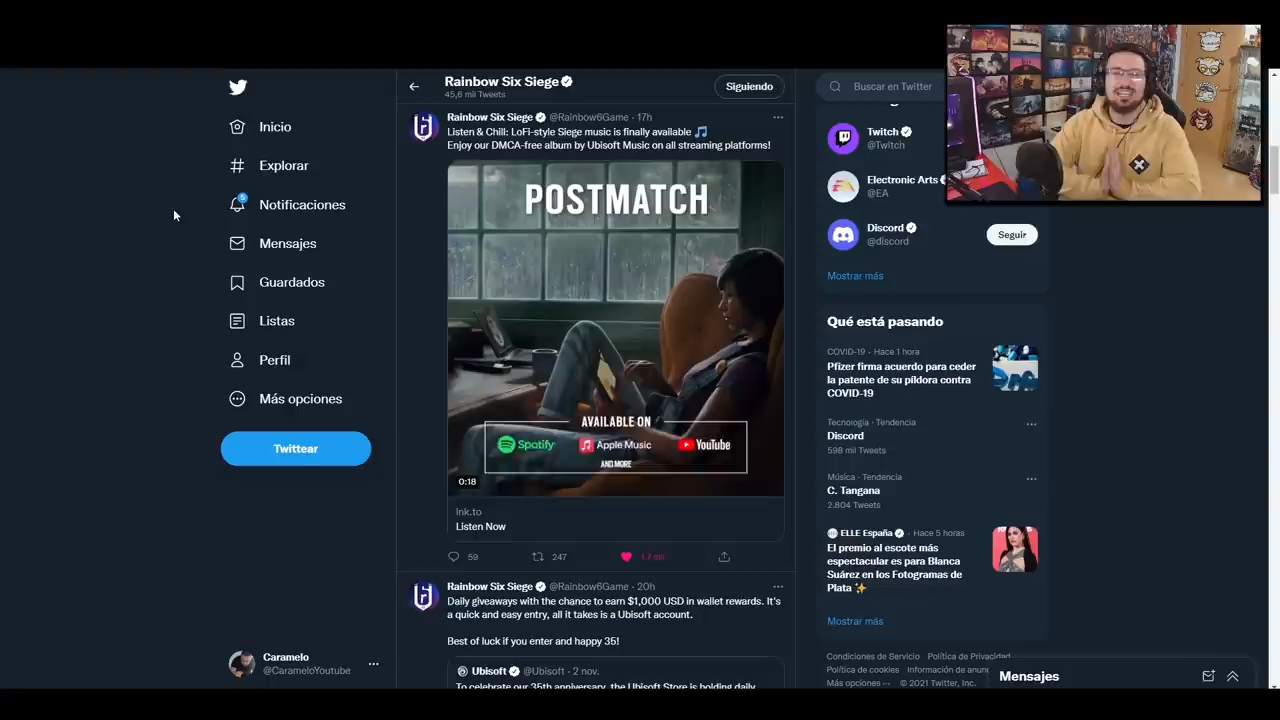 Inicio
Explorar
5
Notificaciones
Mensajes
Guardados
Listas
Perfil
Más opciones
Twittear
Caramelo
@CarameloYoutube
Rainbow Six Siege
45,6 mil Tweets
Siguiendo
Rainbow Six Siege @Rainbow6Game · 17h
Listen & Chill: LoFi-style Siege music is finally available
Enjoy our DMCA-free album by Ubisoft Music on all streaming platforms!
POSTMATCH
AVAILABLE ON
Spotify Apple Music YouTube
AND MORE
0:18
lnk.to
Listen Now
59 247 1,7 mil
Rainbow Six Siege @Rainbow6Game · 20h
Daily giveaways with the chance to earn $1,000 USD in wallet rewards. It's
a quick and easy entry, all it takes is a Ubisoft account.
Best of luck if you enter and happy 35!
Ubisoft @Ubisoft · 2 nov.
To celebrate our 35th anniversary, the Ubisoft Store is holding daily
Buscar en Twitter
Twitch
@Twitch
Electronic Arts
@EA
Discord
@discord
Seguir
Mostrar más
Qué está pasando
COVID-19 · Hace 1 hora
Pfizer firma acuerdo para ceder
la patente de su píldora contra
COVID-19
Tecnología · Tendencia
Discord
598 mil Tweets
Música · Tendencia
C. Tangana
2.804 Tweets
ELLE España · Hace 5 horas
El premio al escote más
espectacular es para Blanca
Suárez en los Fotogramas de
Plata
Mostrar más
Condiciones de Servicio Política de Privacidad
Política de cookies Información de anun
Más opciones © 2021 Twitter, Inc.
Mensajes